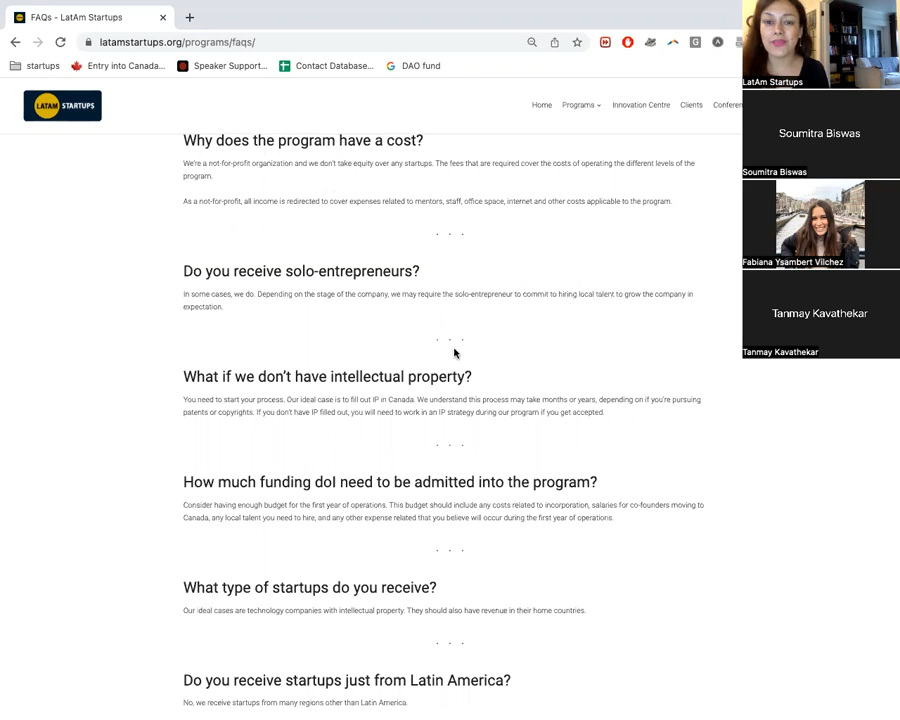 FAQs - LatAm Startups
latamstartups.org/programs/faqs/
startups
Entry into Canada...
Speaker Support...
Contact Database...
DAO fund
LATAM STARTUPS
Home
Programs
Innovation Centre
Clients
Conferen
Why does the program have a cost?
We're a not-for-profit organization and we don't take equity over any startups. The fees that are required cover the costs of operating the different levels of the
program.
As a not-for-profit, all income is redirected to cover expenses related to mentors, staff, office space, internet and other costs applicable to the program.
Do you receive solo-entrepreneurs?
In some cases, we do. Depending on the stage of the company, we may require the solo-entrepreneur to commit to hiring local talent to grow the company in
expectation.
What if we don't have intellectual property?
You need to start your process. Our ideal case is to fill out IP in Canada. We understand this process may take months or years, depending on if you're pursuing
patents or copyrights. If you don't have IP filled out, you will need to work in an IP strategy during our program if you get accepted.
How much funding doI need to be admitted into the program?
Consider having enough budget for the first year of operations. This budget should include any costs related to incorporation, salaries for co-founders moving to
Canada, any local talent you need to hire, and any other expense related that you believe will occur during the first year of operations.
What type of startups do you receive?
Our ideal cases are technology companies with intellectual property. They should also have revenue in their home countries.
Do you receive startups just from Latin America?
No, we receive startups from many regions other than Latin America.
LatAm Startups
Soumitra Biswas
Soumitra Biswas
Fabiana Ysambert Vilchez
Tanmay Kavathekar
Tanmay Kavathekar